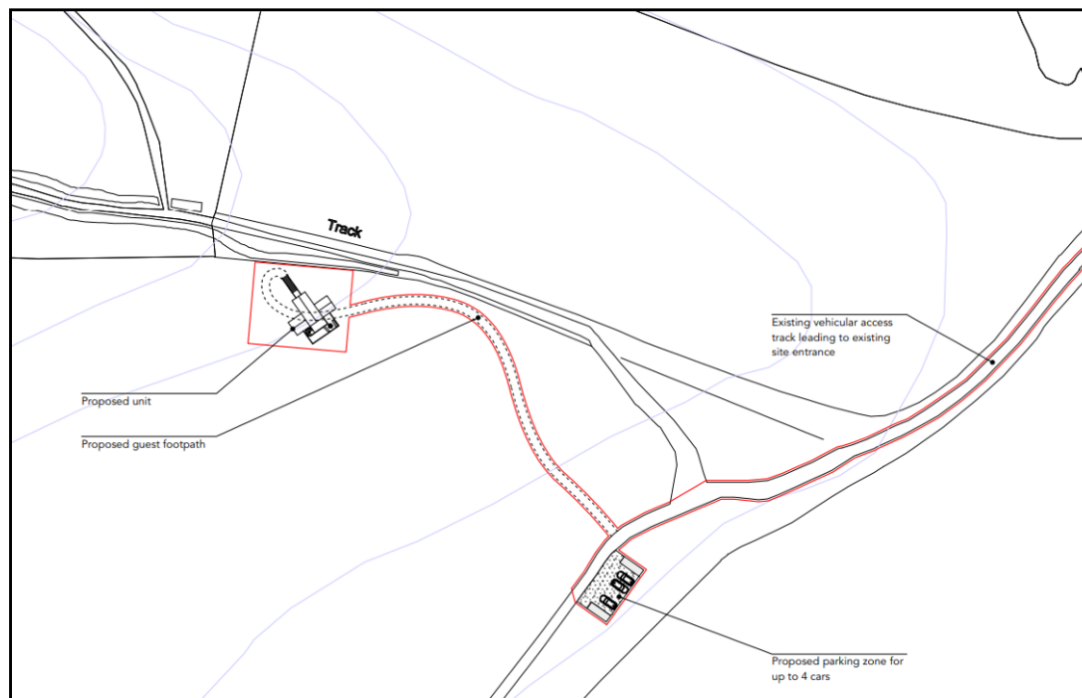 Track
Existing vehicular access
track leading to existing
site entrance
Proposed unit
Proposed guest footpath
Proposed parking zone for
up to 4 cars